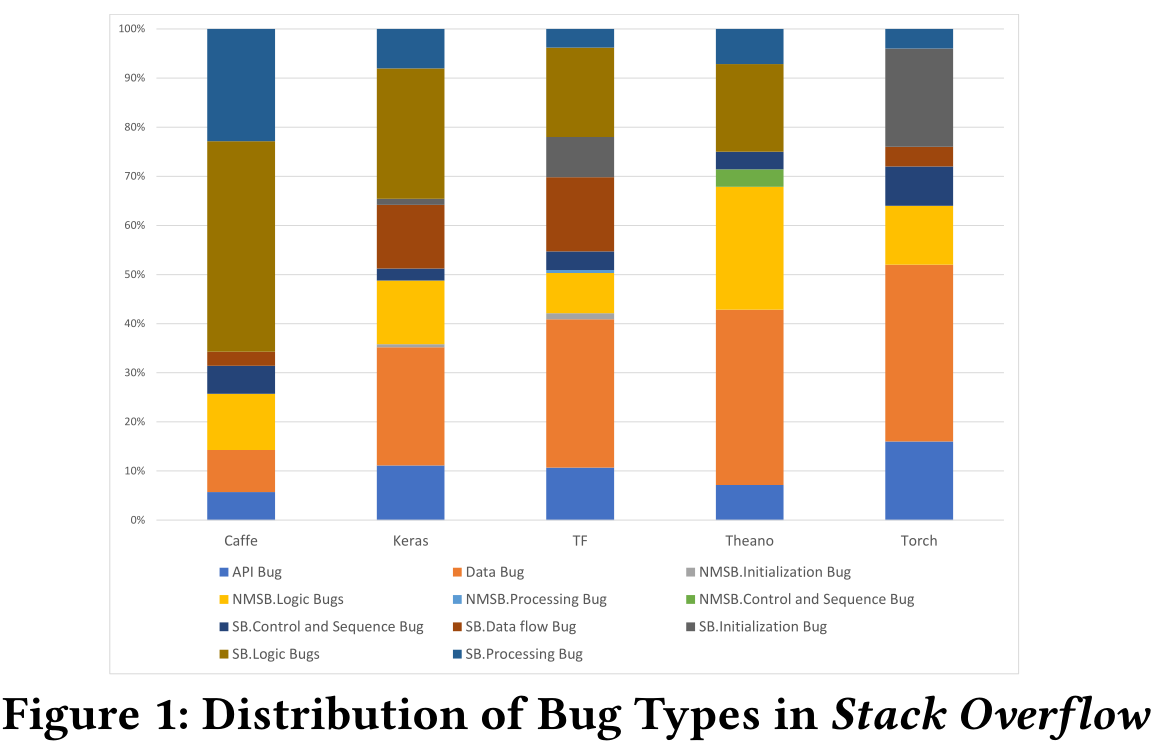 100%
90%
80%
70%
60%
50%
40%
30%
20%
10%
0%
Caffe Keras TF Theano Torch
API Bug Data Bug NMSB.Initialization Bug
NMSB.Logic Bugs NMSB.Processing Bug NMSB.Control and Sequence Bug
SB.Control and Sequence Bug SB.Data flow Bug SB.Initialization Bug
SB.Logic Bugs SB.Processing Bug
Figure 1: Distribution of Bug Types in Stack Overflow